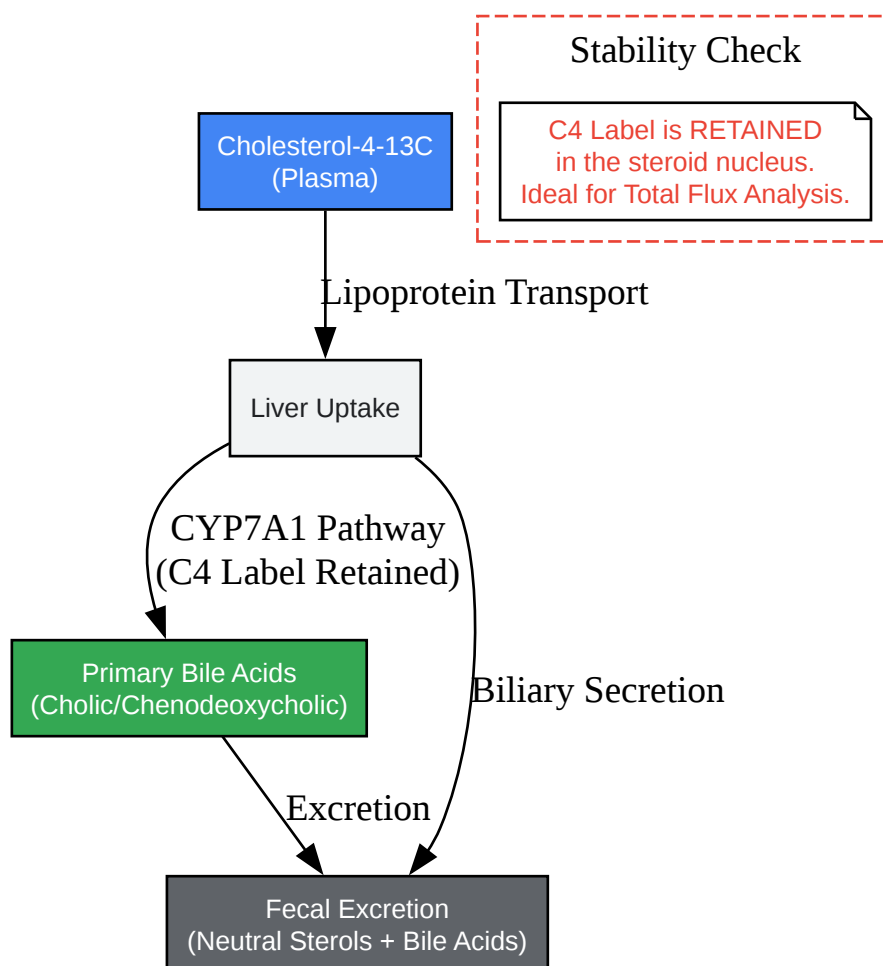 Stability Check
C4 Label is RETAINED
in the steroid nucleus.
Ideal for Total Flux Analysis.
Cholesterol-4-13C
(Plasma)
Lipoprotein Transport
Liver Uptake
CYP7A1 Pathway
(C4 Label Retained)
Primary Bile Acids
(Cholic/Chenodeoxycholic)
Biliary Secretion
Excretion
Fecal Excretion
(Neutral Sterols + Bile Acids)